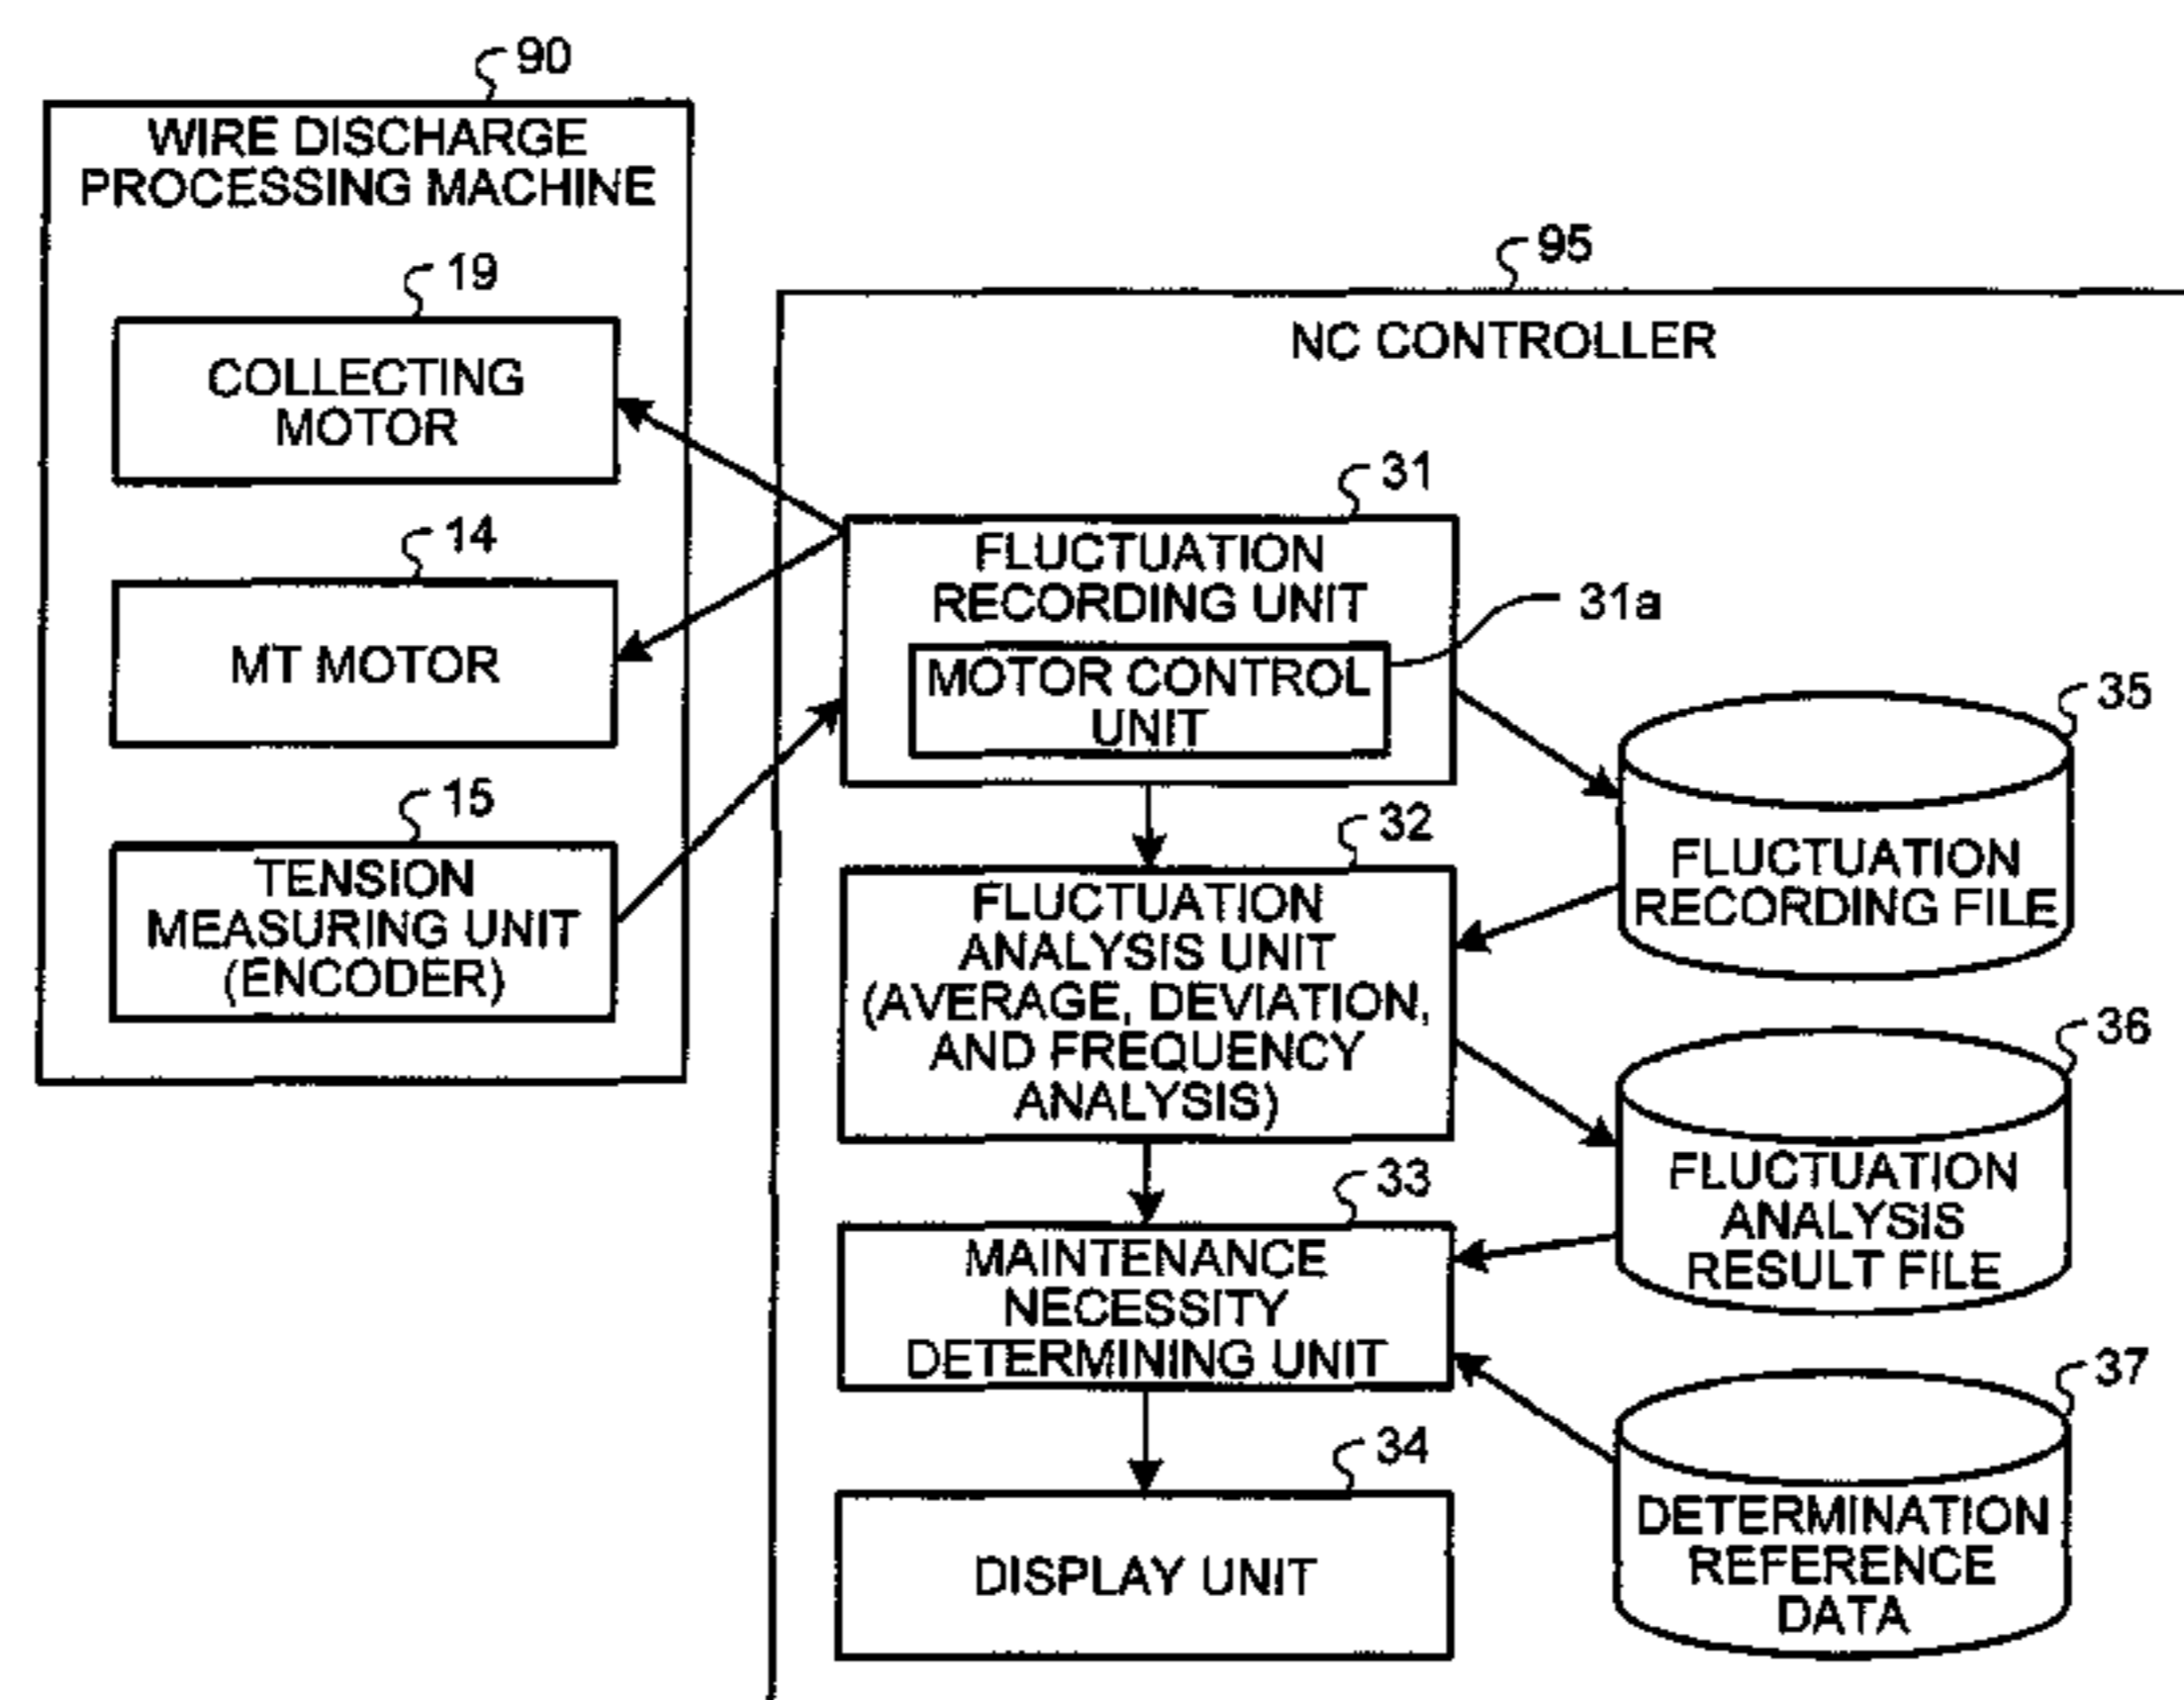 90
WIRE DISCHARGE
PROCESSING MACHINE
19
COLLECTING
MOTOR
14
MT MOTOR
15
TENSION
MEASURING UNIT
(ENCODER)
95
NC CONTROLLER
31
FLUCTUATION
RECORDING UNIT
31a
MOTOR CONTROL
UNIT
32
FLUCTUATION
ANALYSIS UNIT
(AVERAGE, DEVIATION,
AND FREQUENCY
ANALYSIS)
33
MAINTENANCE
NECESSITY
DETERMINING UNIT
34
DISPLAY UNIT
35
FLUCTUATION
RECORDING FILE
36
FLUCTUATION
ANALYSIS
RESULT FILE
37
DETERMINATION
REFERENCE
DATA